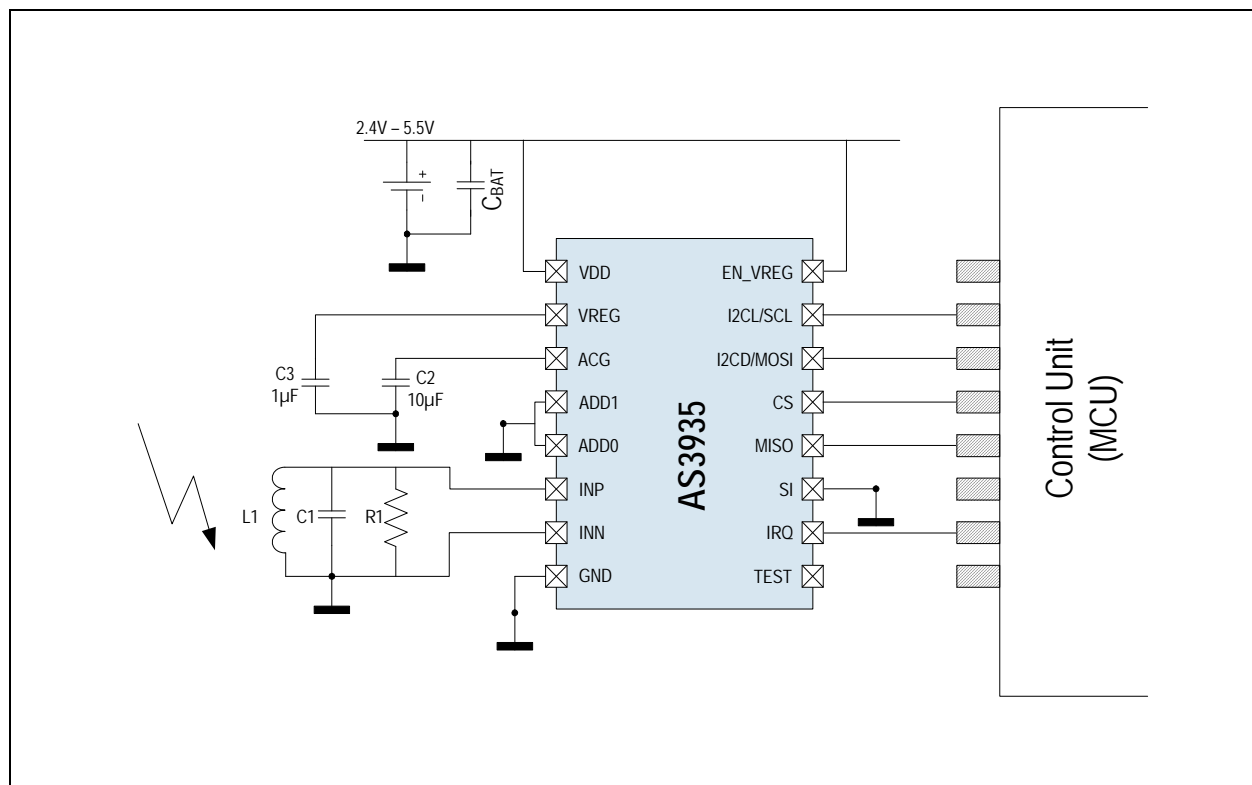 2.4V – 5.5V
+
–
CBAT
VDD
VREG
ACG
ADD1
ADD0
INP
INN
GND
AS3935
EN_VREG
I2CL/SCL
I2CD/MOSI
CS
MISO
SI
IRQ
TEST
C3
1µF
C2
10µF
L1
C1
R1
Control Unit
(MCU)